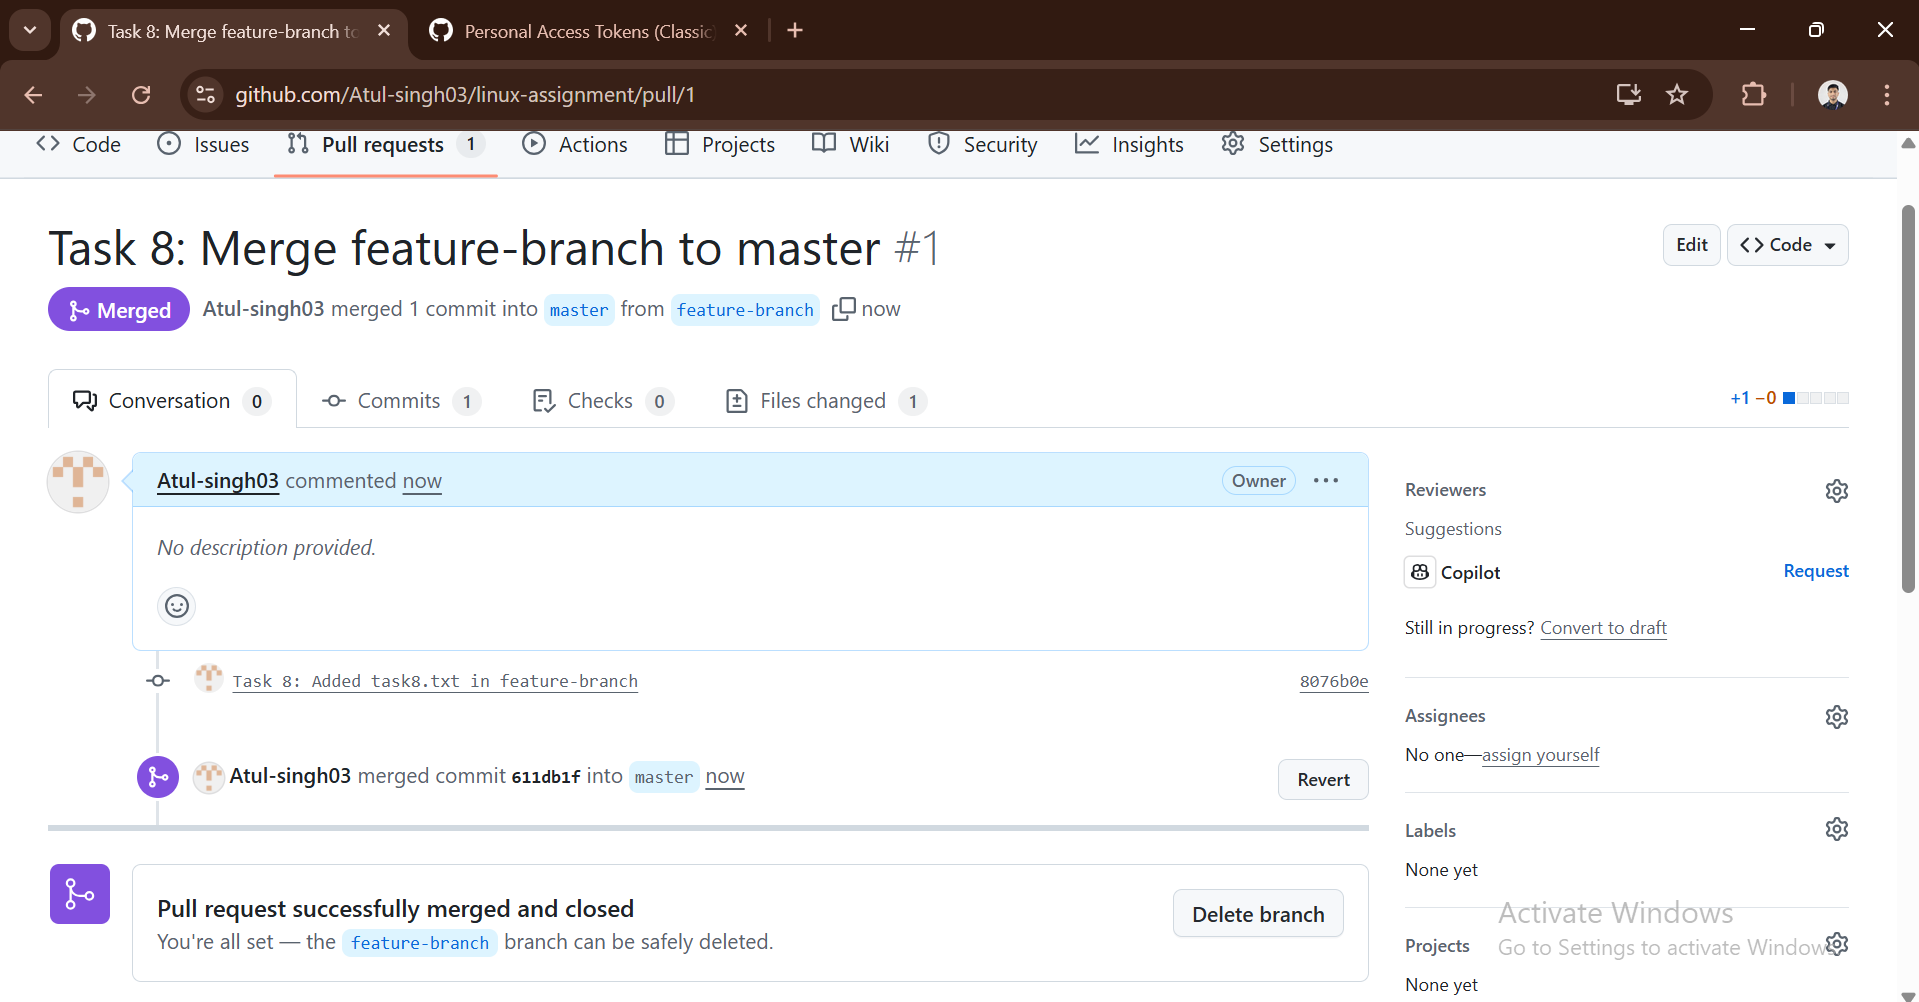 Task 8: Merge feature-branch to
Personal Access Tokens (Classic)
github.com/Atul-singh03/linux-assignment/pull/1
Code
Issues
Pull requests 1
Actions
Projects
Wiki
Security
Insights
Settings
Task 8: Merge feature-branch to master #1
Edit
Code
Merged
Atul-singh03 merged 1 commit into master from feature-branch now
Conversation 0
Commits 1
Checks 0
Files changed 1
+1 −0
Atul-singh03 commented now
Owner
No description provided.
Task 8: Added task8.txt in feature-branch
8076b0e
Atul-singh03 merged commit 611db1f into master now
Revert
Pull request successfully merged and closed
You're all set — the feature-branch branch can be safely deleted.
Delete branch
Reviewers
Suggestions
Copilot
Request
Still in progress? Convert to draft
Assignees
No one—assign yourself
Labels
None yet
Projects
None yet
Activate Windows
Go to Settings to activate Windows